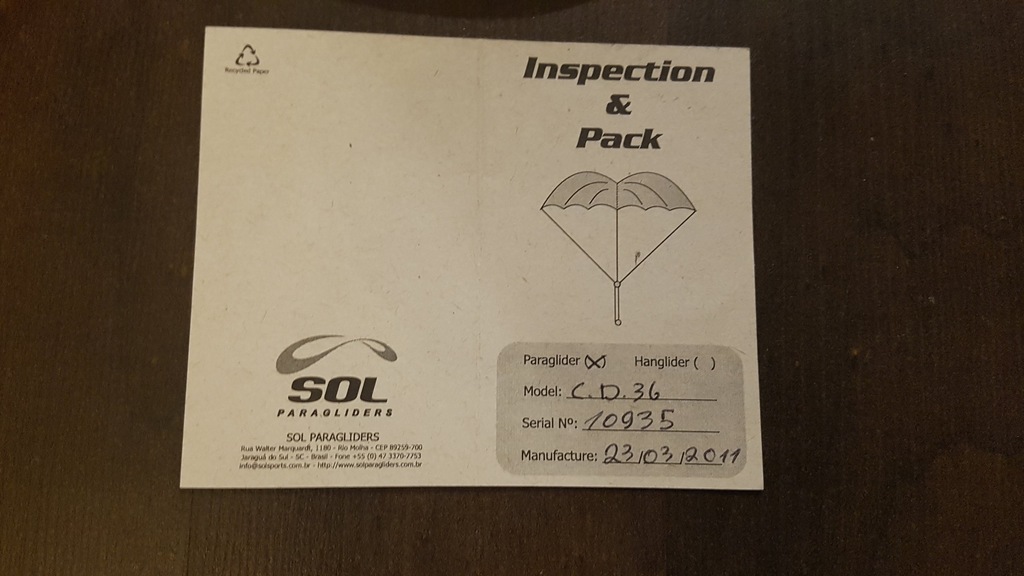 Recycled Paper
SOL
PARAGLIDERS
SOL PARAGLIDERS
Rua Walter Marquardt, 1180 - Rio Molha - CEP 89259-700
Jaraguá do Sul - SC - Brasil - Fone +55 (0) 47 3370-7753
info@solsports.com.br - http://www.solparagliders.com.br
Inspection
&
Pack
Paraglider (X) Hanglider ( )
Model: C.D.36
Serial Nº: 10935
Manufacture: 23/03/2011